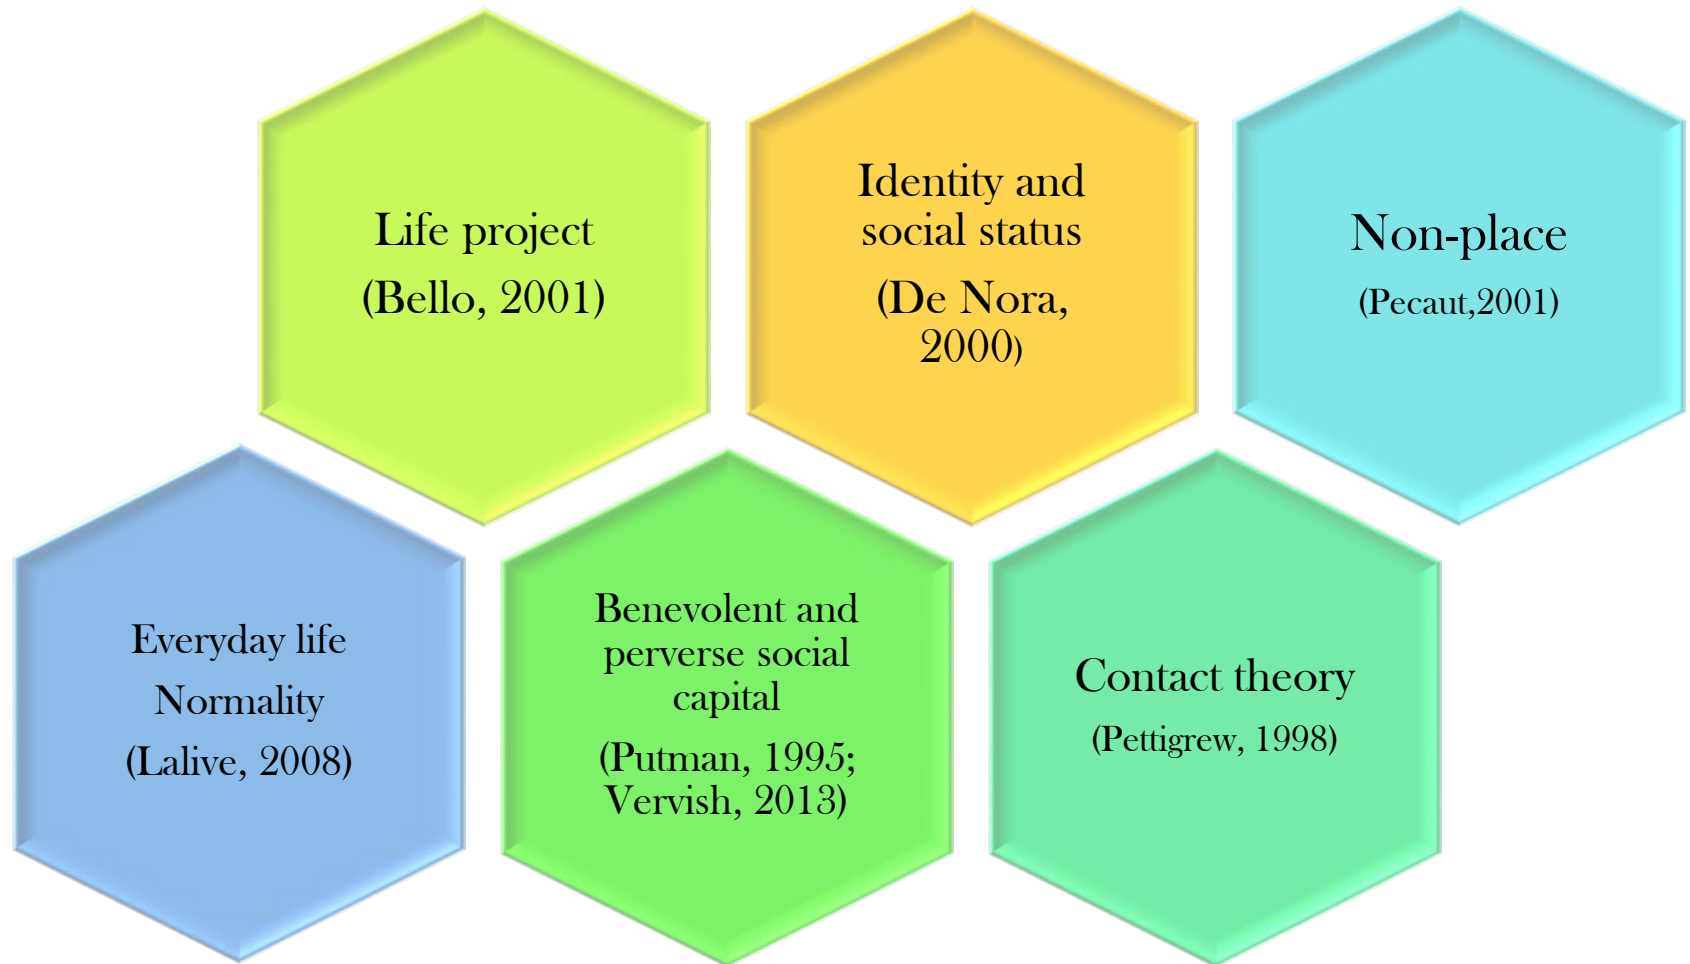 Life project
(Bello, 2001)
Identity and
social status
(De Nora,
2000)
Non-place
(Pecaut,2001)
Everyday life
Normality
(Lalive, 2008)
Benevolent and
perverse social
capital
(Putman, 1995;
Vervish, 2013)
Contact theory
(Pettigrew, 1998)